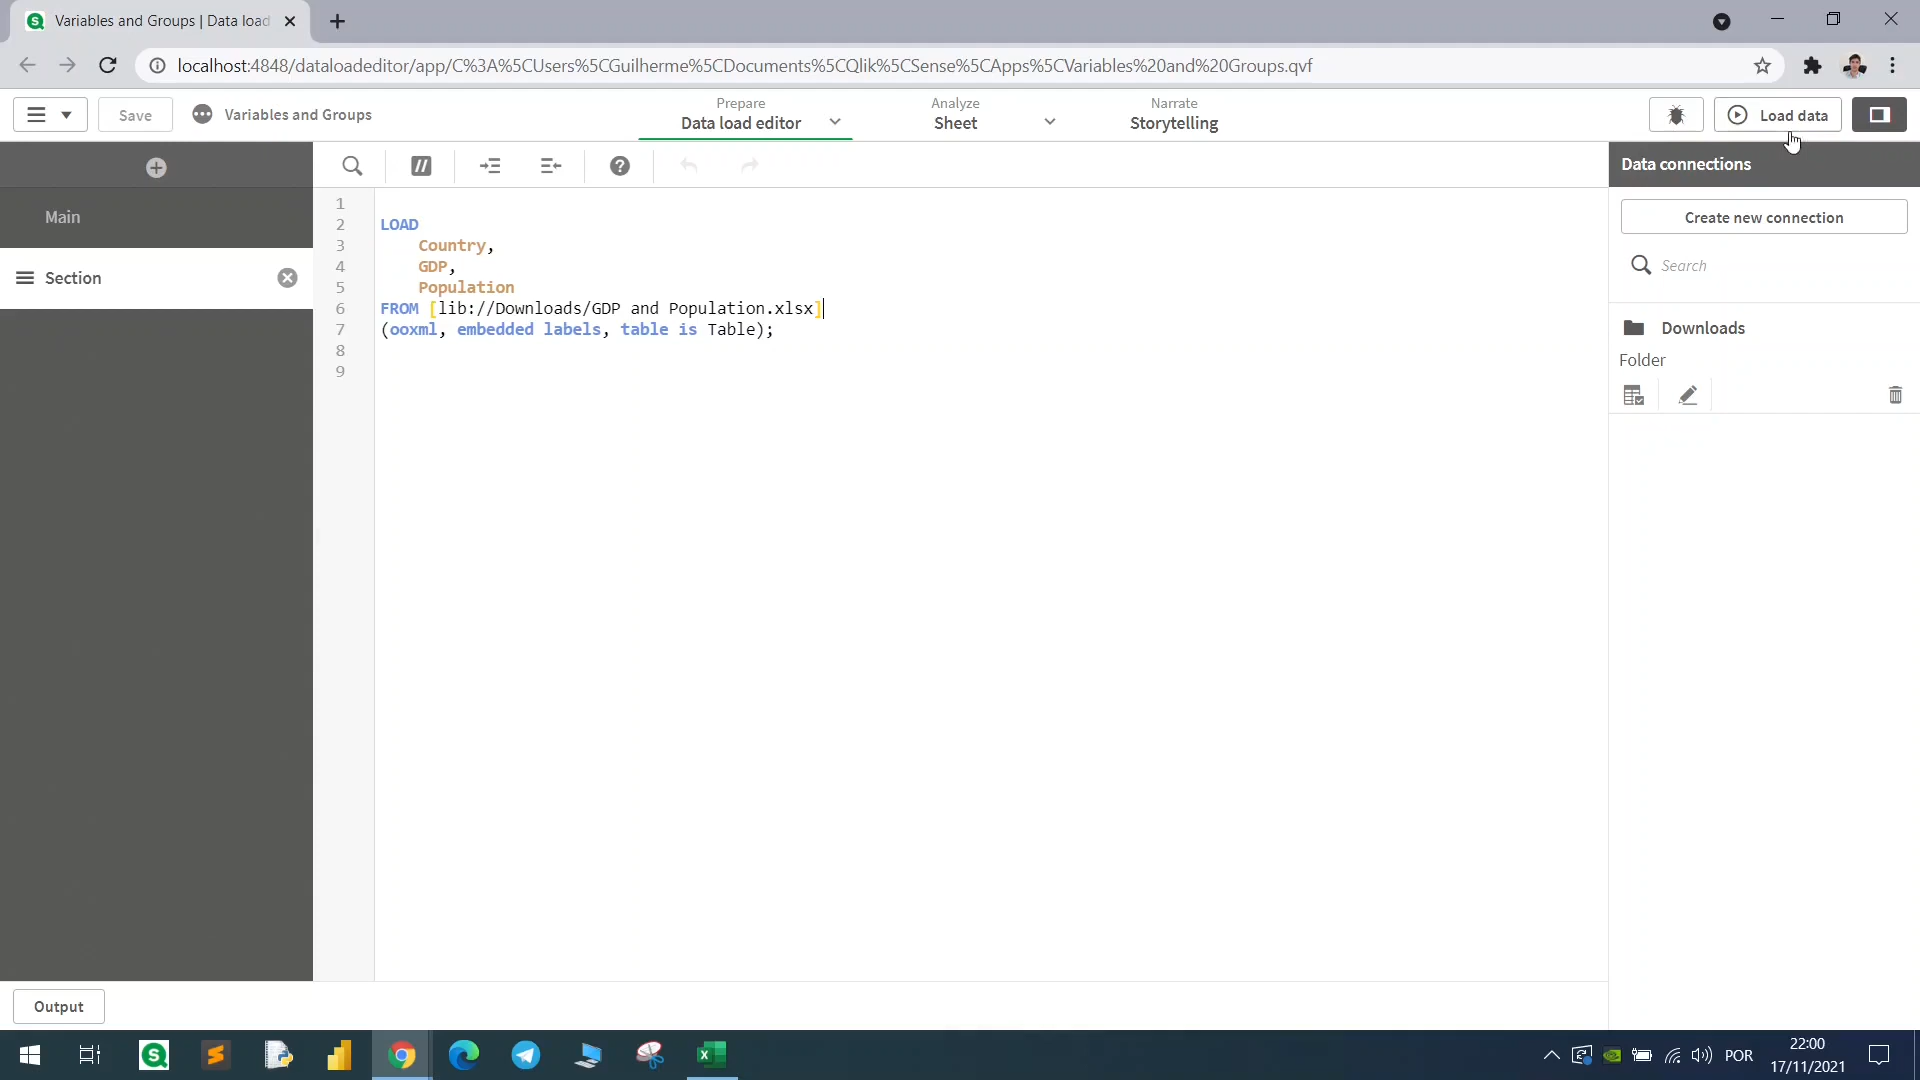 Variables and Groups | Data load
localhost:4848/dataloadeditor/app/C%3A%5CUsers%5CGuilherme%5CDocuments%5CQlik%5CSense%5CApps%5CVariables%20and%20Groups.qvf
Save
Variables and Groups
Prepare
Data load editor
Analyze
Sheet
Narrate
Storytelling
Load data
Data connections
Main
Section
Create new connection
Search
Downloads
Folder
1
2 LOAD
3 Country,
4 GDP,
5 Population
6 FROM [lib://Downloads/GDP and Population.xlsx]
7 (ooxml, embedded labels, table is Table);
8
9
Output
POR
22:00
17/11/2021